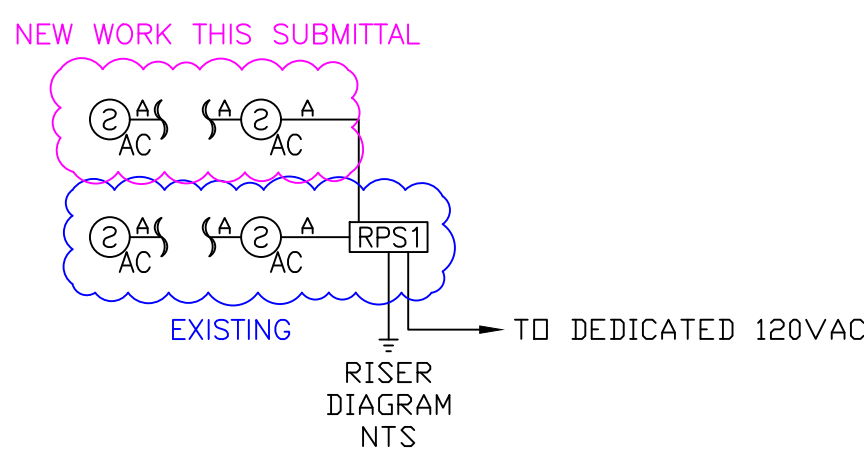 NEW WORK THIS SUBMITTAL
A A A
S S
AC AC
A A A
S S RPS1
AC AC
EXISTING
TO DEDICATED 120VAC
RISER
DIAGRAM
NTS